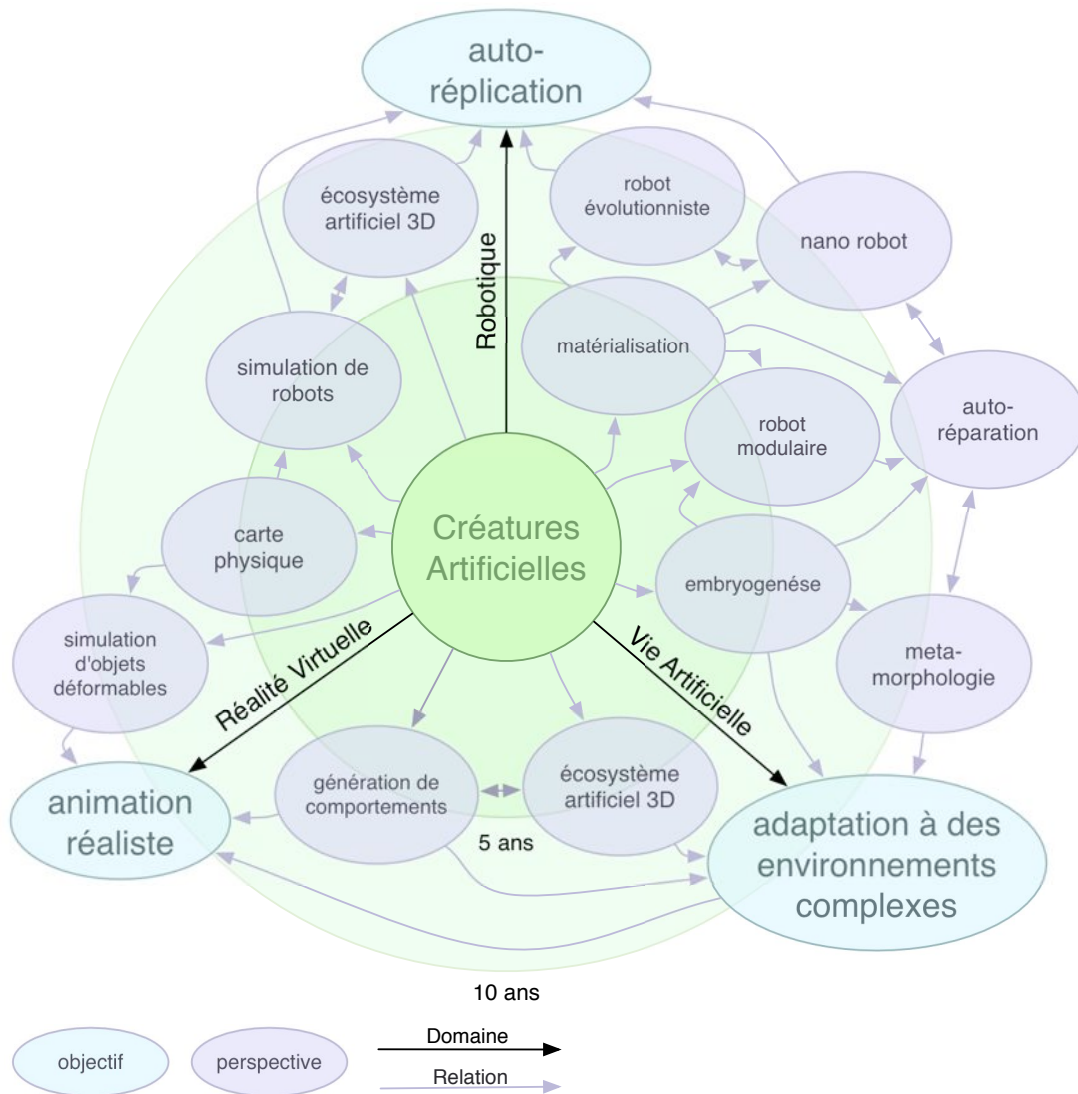 auto-
réplication
écosystème
artificiel 3D
robot
évolutionniste
nano robot
Robotique
simulation de
robots
matérialisation
auto-
réparation
robot
modulaire
carte
physique
Créatures
Artificielles
embryogenése
simulation
d'objets
déformables
Réalité Virtuelle
Vie Artificielle
meta-
morphologie
génération de
comportements
écosystème
artificiel 3D
animation
réaliste
adaptation à des
environnements
complexes
5 ans
10 ans
objectif
perspective
Domaine
Relation